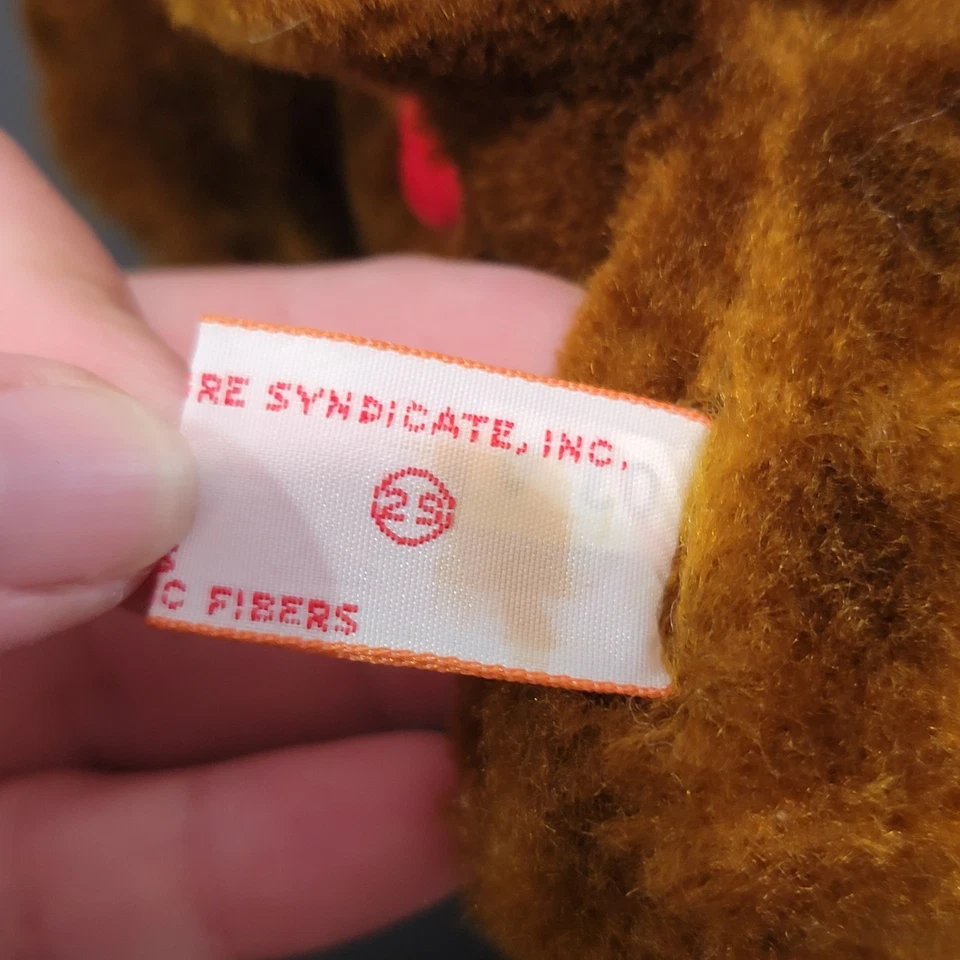 RE SYNDICATE, INC.
29
C FIBERS